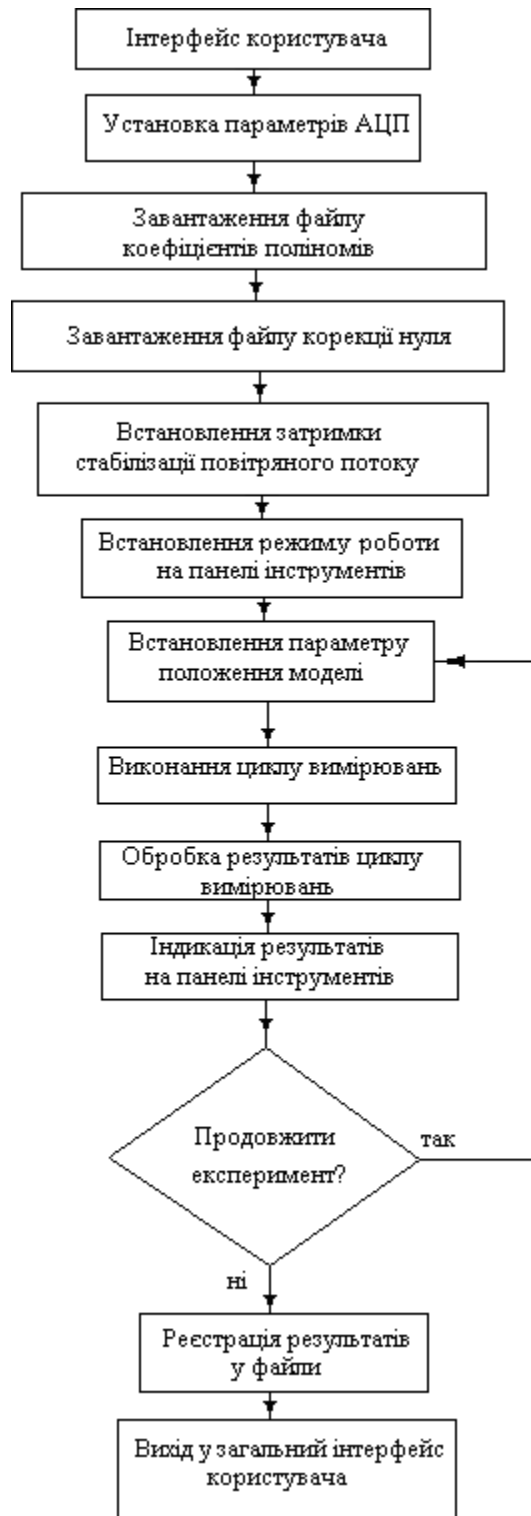 Інтерфейс користувача
Установка параметрів АЦП
Завантаження файлу
коефіцієнтів поліномів
Завантаження файлу корекції нуля
Встановлення затримки
стабілізації повітряного потоку
Встановлення режиму роботи
на панелі інструментів
Встановлення параметру
положення моделі
Виконання циклу вимірювань
Обробка результатів циклу
вимірювань
Індикація результатів
на панелі інструментів
Продовжити
експеримент?
так
ні
Реєстрація результатів
у файли
Вихід у загальний інтерфейс
користувача